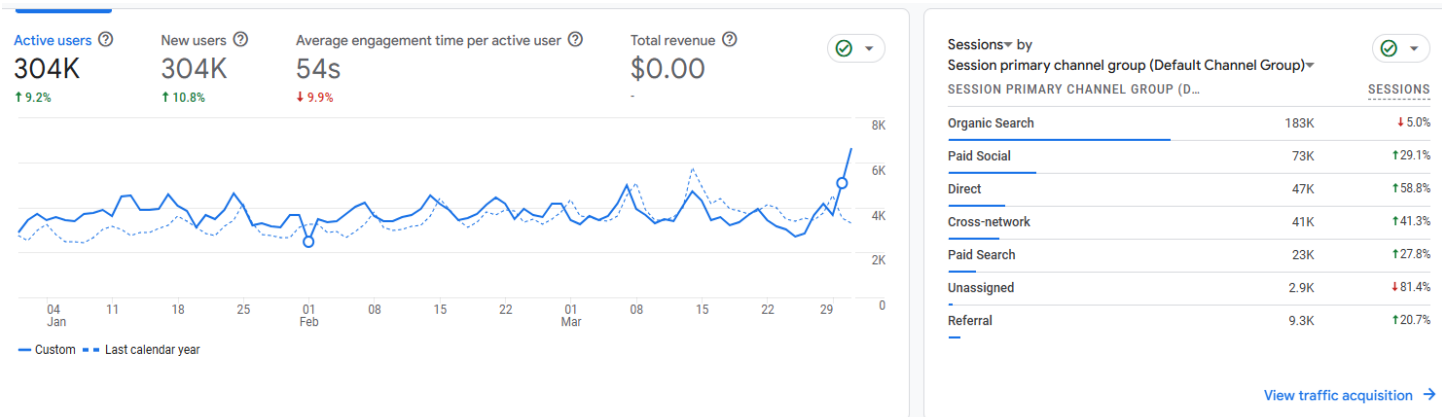 Active users
304K
↑ 9.2%
New users
304K
↑ 10.8%
Average engagement time per active user
54s
↓ 9.9%
Total revenue
$0.00
-
8K
6K
4K
2K
0
04 11 18 25 01 08 15 22 01 08 15 22 29
Jan Feb Mar
Custom Last calendar year
Sessions by
Session primary channel group (Default Channel Group)
SESSION PRIMARY CHANNEL GROUP (D... SESSIONS
Organic Search 183K ↓ 5.0%
Paid Social 73K ↑ 29.1%
Direct 47K ↑ 58.8%
Cross-network 41K ↑ 41.3%
Paid Search 23K ↑ 27.8%
Unassigned 2.9K ↓ 81.4%
Referral 9.3K ↑ 20.7%
View traffic acquisition →